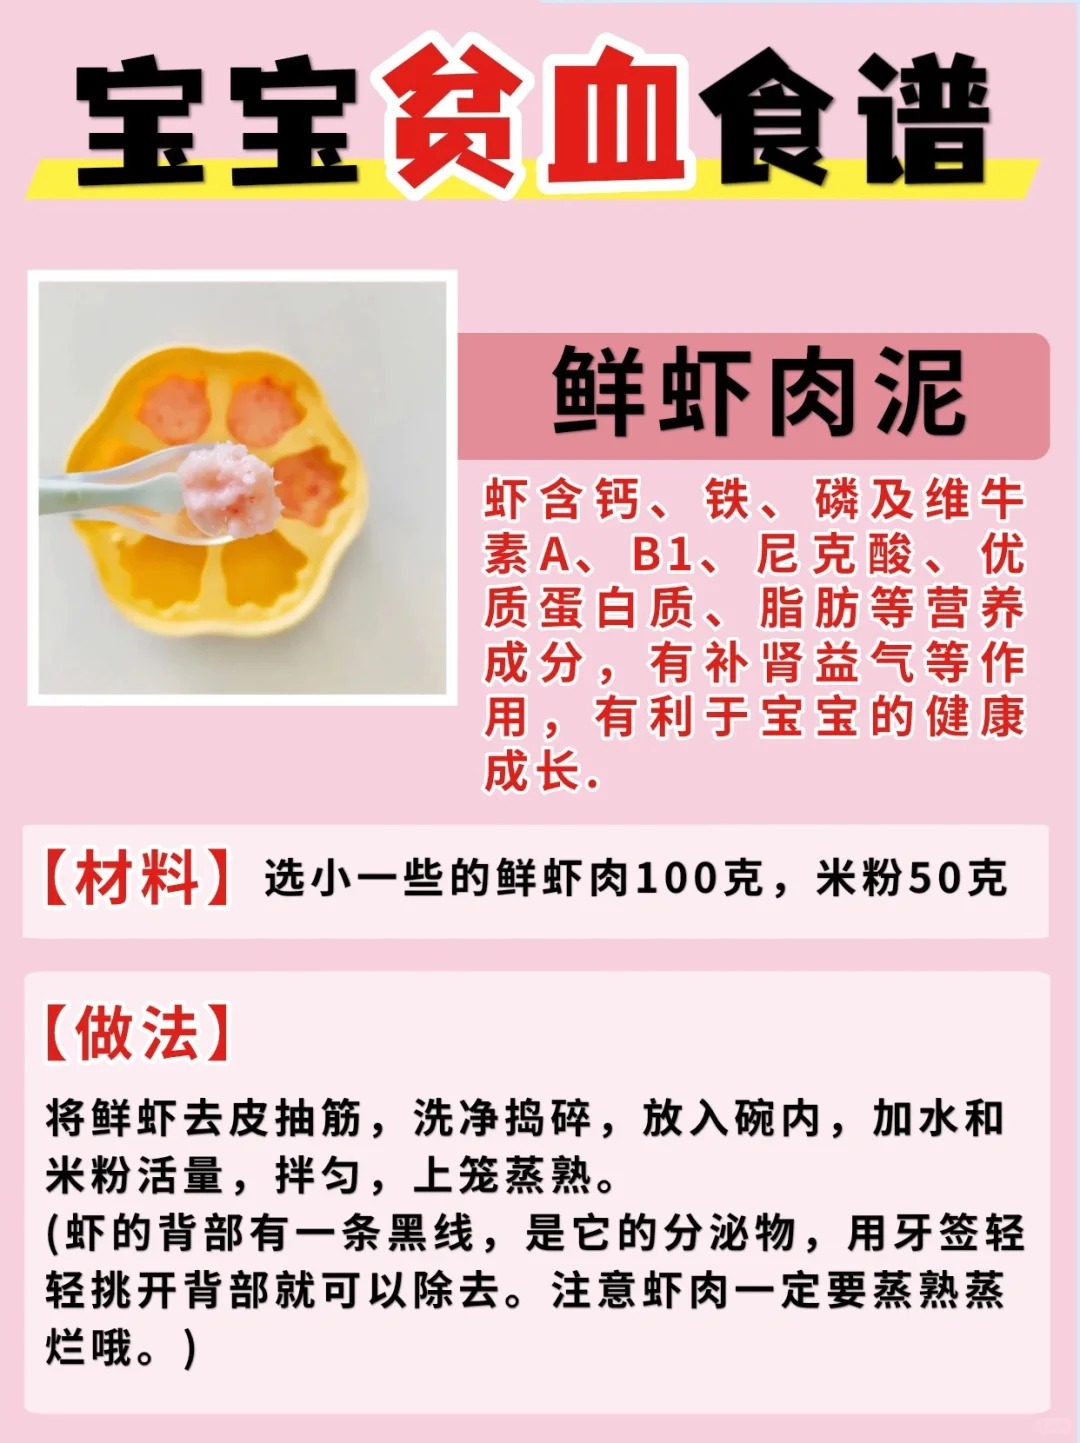 宝宝贫血食谱
鲜虾肉泥
虾含钙、铁、磷及维牛
素A、B1、尼克酸、优
质蛋白质、脂肪等营养
成分，有补肾益气等作
用，有利于宝宝的健康
成长.
【材料】选小一些的鲜虾肉100克，米粉50克
【做法】
将鲜虾去皮抽筋，洗净捣碎，放入碗内，加水和
米粉活量，拌匀，上笼蒸熟。
(虾的背部有一条黑线，是它的分泌物，用牙签轻
轻挑开背部就可以除去。注意虾肉一定要蒸熟蒸
烂哦。)